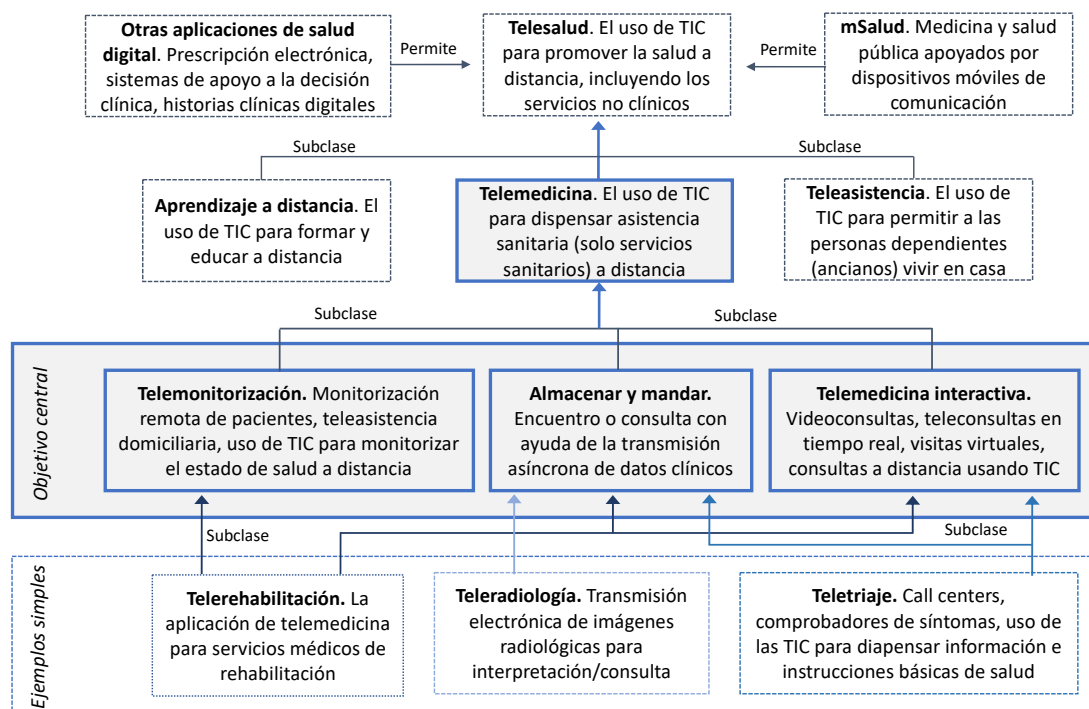 Otras aplicaciones de salud
digital. Prescripción electrónica,
sistemas de apoyo a la decisión
clínica, historias clínicas digitales
Permite
Telesalud. El uso de TIC
para promover la salud a
distancia, incluyendo los
servicios no clínicos
Permite
mSalud. Medicina y salud
pública apoyados por
dispositivos móviles de
comunicación
Subclase
Subclase
Aprendizaje a distancia. El
uso de TIC para formar y
educar a distancia
Telemedicina. El uso de TIC
para dispensar asistencia
sanitaria (solo servicios
sanitarios) a distancia
Teleasistencia. El uso de
TIC para permitir a las
personas dependientes
(ancianos) vivir en casa
Subclase
Subclase
Subclase
Objetivo central
Telemonitorización. Monitorización
remota de pacientes, teleasistencia
domiciliaria, uso de TIC para monitorizar
el estado de salud a distancia
Almacenar y mandar.
Encuentro o consulta con
ayuda de la transmisión
asíncrona de datos clínicos
Telemedicina interactiva.
Videoconsultas, teleconsultas en
tiempo real, visitas virtuales,
consultas a distancia usando TIC
Subclase
Subclase
Ejemplos simples
Telerehabilitación. La
aplicación de telemedicina
para servicios médicos de
rehabilitación
Teleradiología. Transmisión
electrónica de imágenes
radiológicas para
interpretación/consulta
Teletriaje. Call centers,
comprobadores de síntomas, uso de
las TIC para diapensar información e
instrucciones básicas de salud